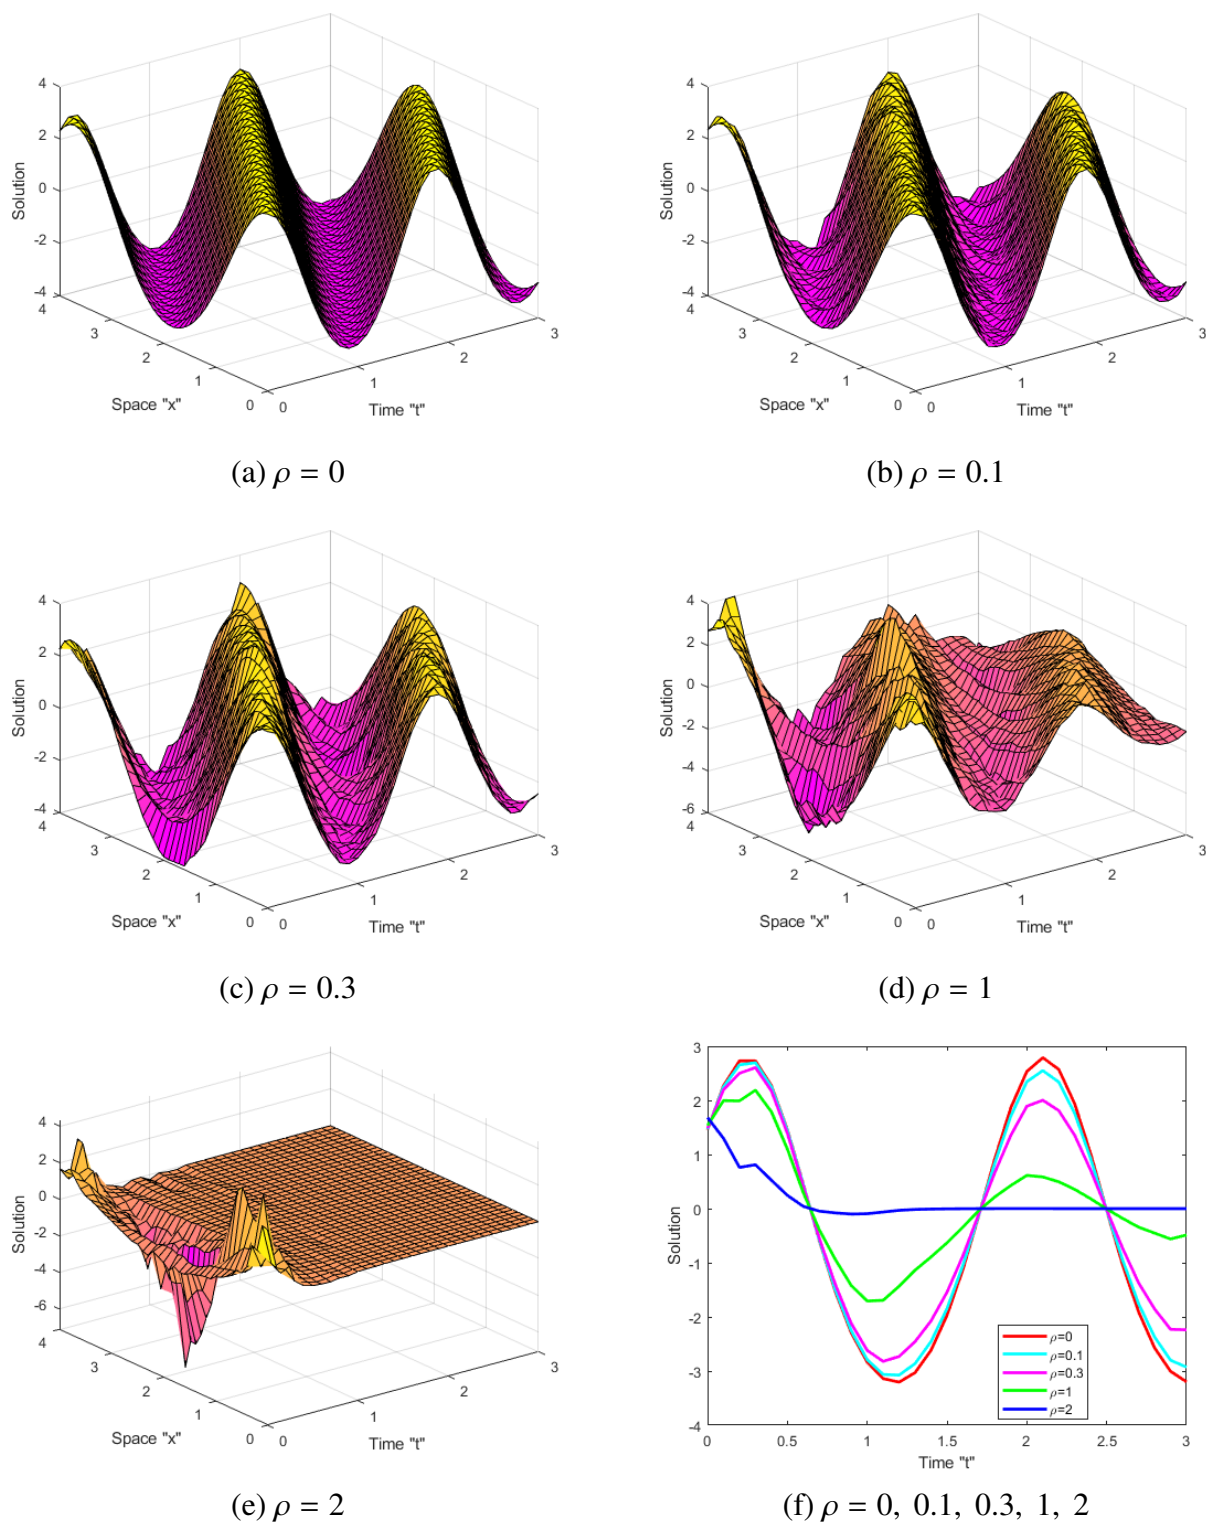 4
2
0
-2
-4
Solution
4
3
2
1
0
Space "x"
0
1
2
3
Time "t"
(a) ρ = 0
4
2
0
-2
-4
Solution
4
3
2
1
0
Space "x"
0
1
2
3
Time "t"
(b) ρ = 0.1
4
2
0
-2
-4
Solution
4
3
2
1
0
Space "x"
0
1
2
3
Time "t"
(c) ρ = 0.3
4
2
0
-2
-4
-6
Solution
4
3
2
1
0
Space "x"
0
1
2
3
Time "t"
(d) ρ = 1
4
2
0
-2
-4
-6
Solution
4
3
2
1
0
Space "x"
0
1
2
3
Time "t"
(e) ρ = 2
3
2
1
0
-1
-2
-3
-4
Solution
ρ=0
ρ=0.1
ρ=0.3
ρ=1
ρ=2
0 0.5 1 1.5 2 2.5 3
Time "t"
(f) ρ = 0, 0.1, 0.3, 1, 2